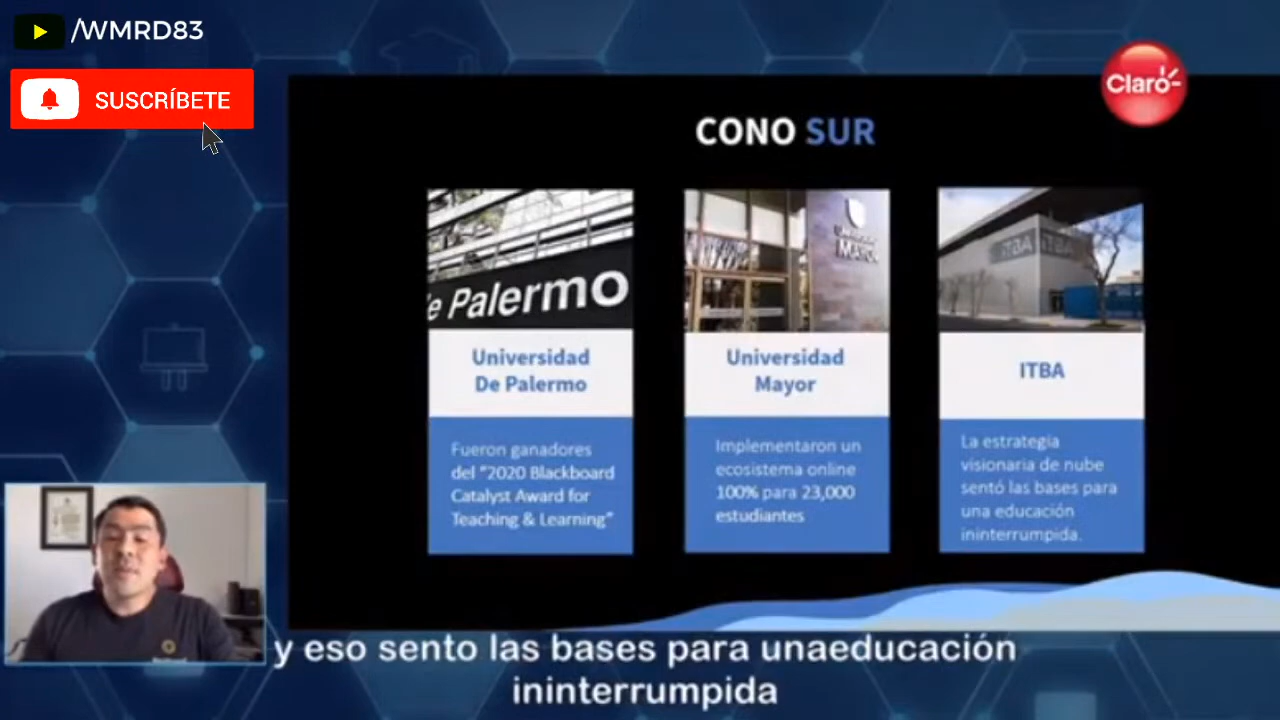 /WMRD83
SUSCRÍBETE
Claro
CONO SUR
e Palermo
MAYOR
ITBA
Universidad
De Palermo
Universidad
Mayor
ITBA
Fueron ganadores
del "2020 Blackboard
Catalyst Award for
Teaching & Learning"
Implementaron un
ecosistema online
100% para 23,000
estudiantes
La estrategia
visionaria de nube
sentó las bases para
una educación
ininterrumpida.
y eso sento las bases para unaeducación
ininterrumpida